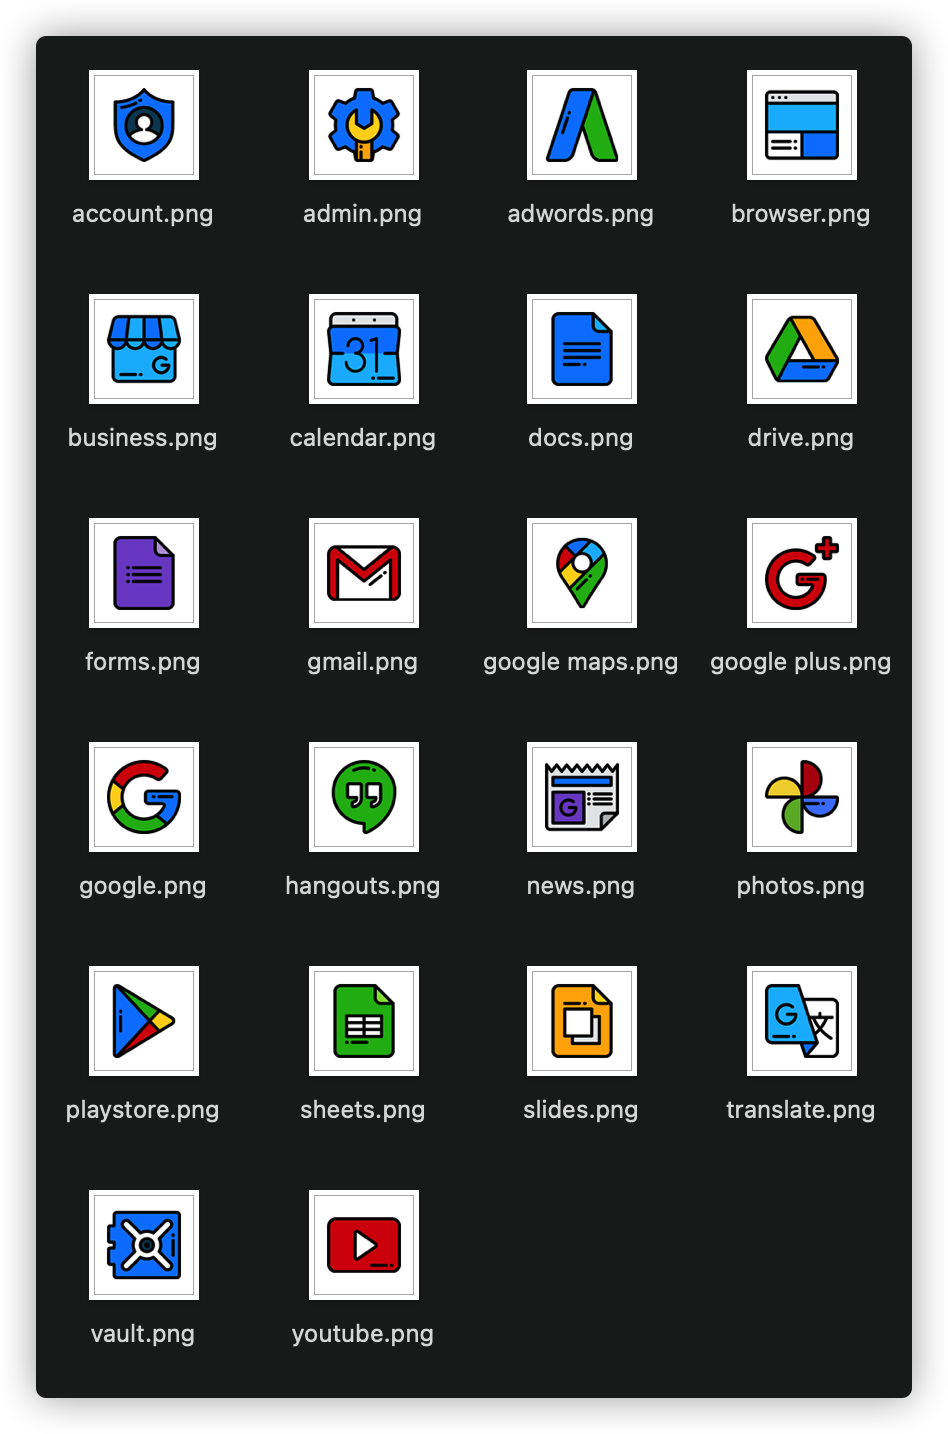 account.png
admin.png
adwords.png
browser.png
G
31
business.png
calendar.png
docs.png
drive.png
forms.png
gmail.png
google maps.png
google plus.png
G
google.png
hangouts.png
news.png
photos.png
G 文
playstore.png
sheets.png
slides.png
translate.png
vault.png
youtube.png